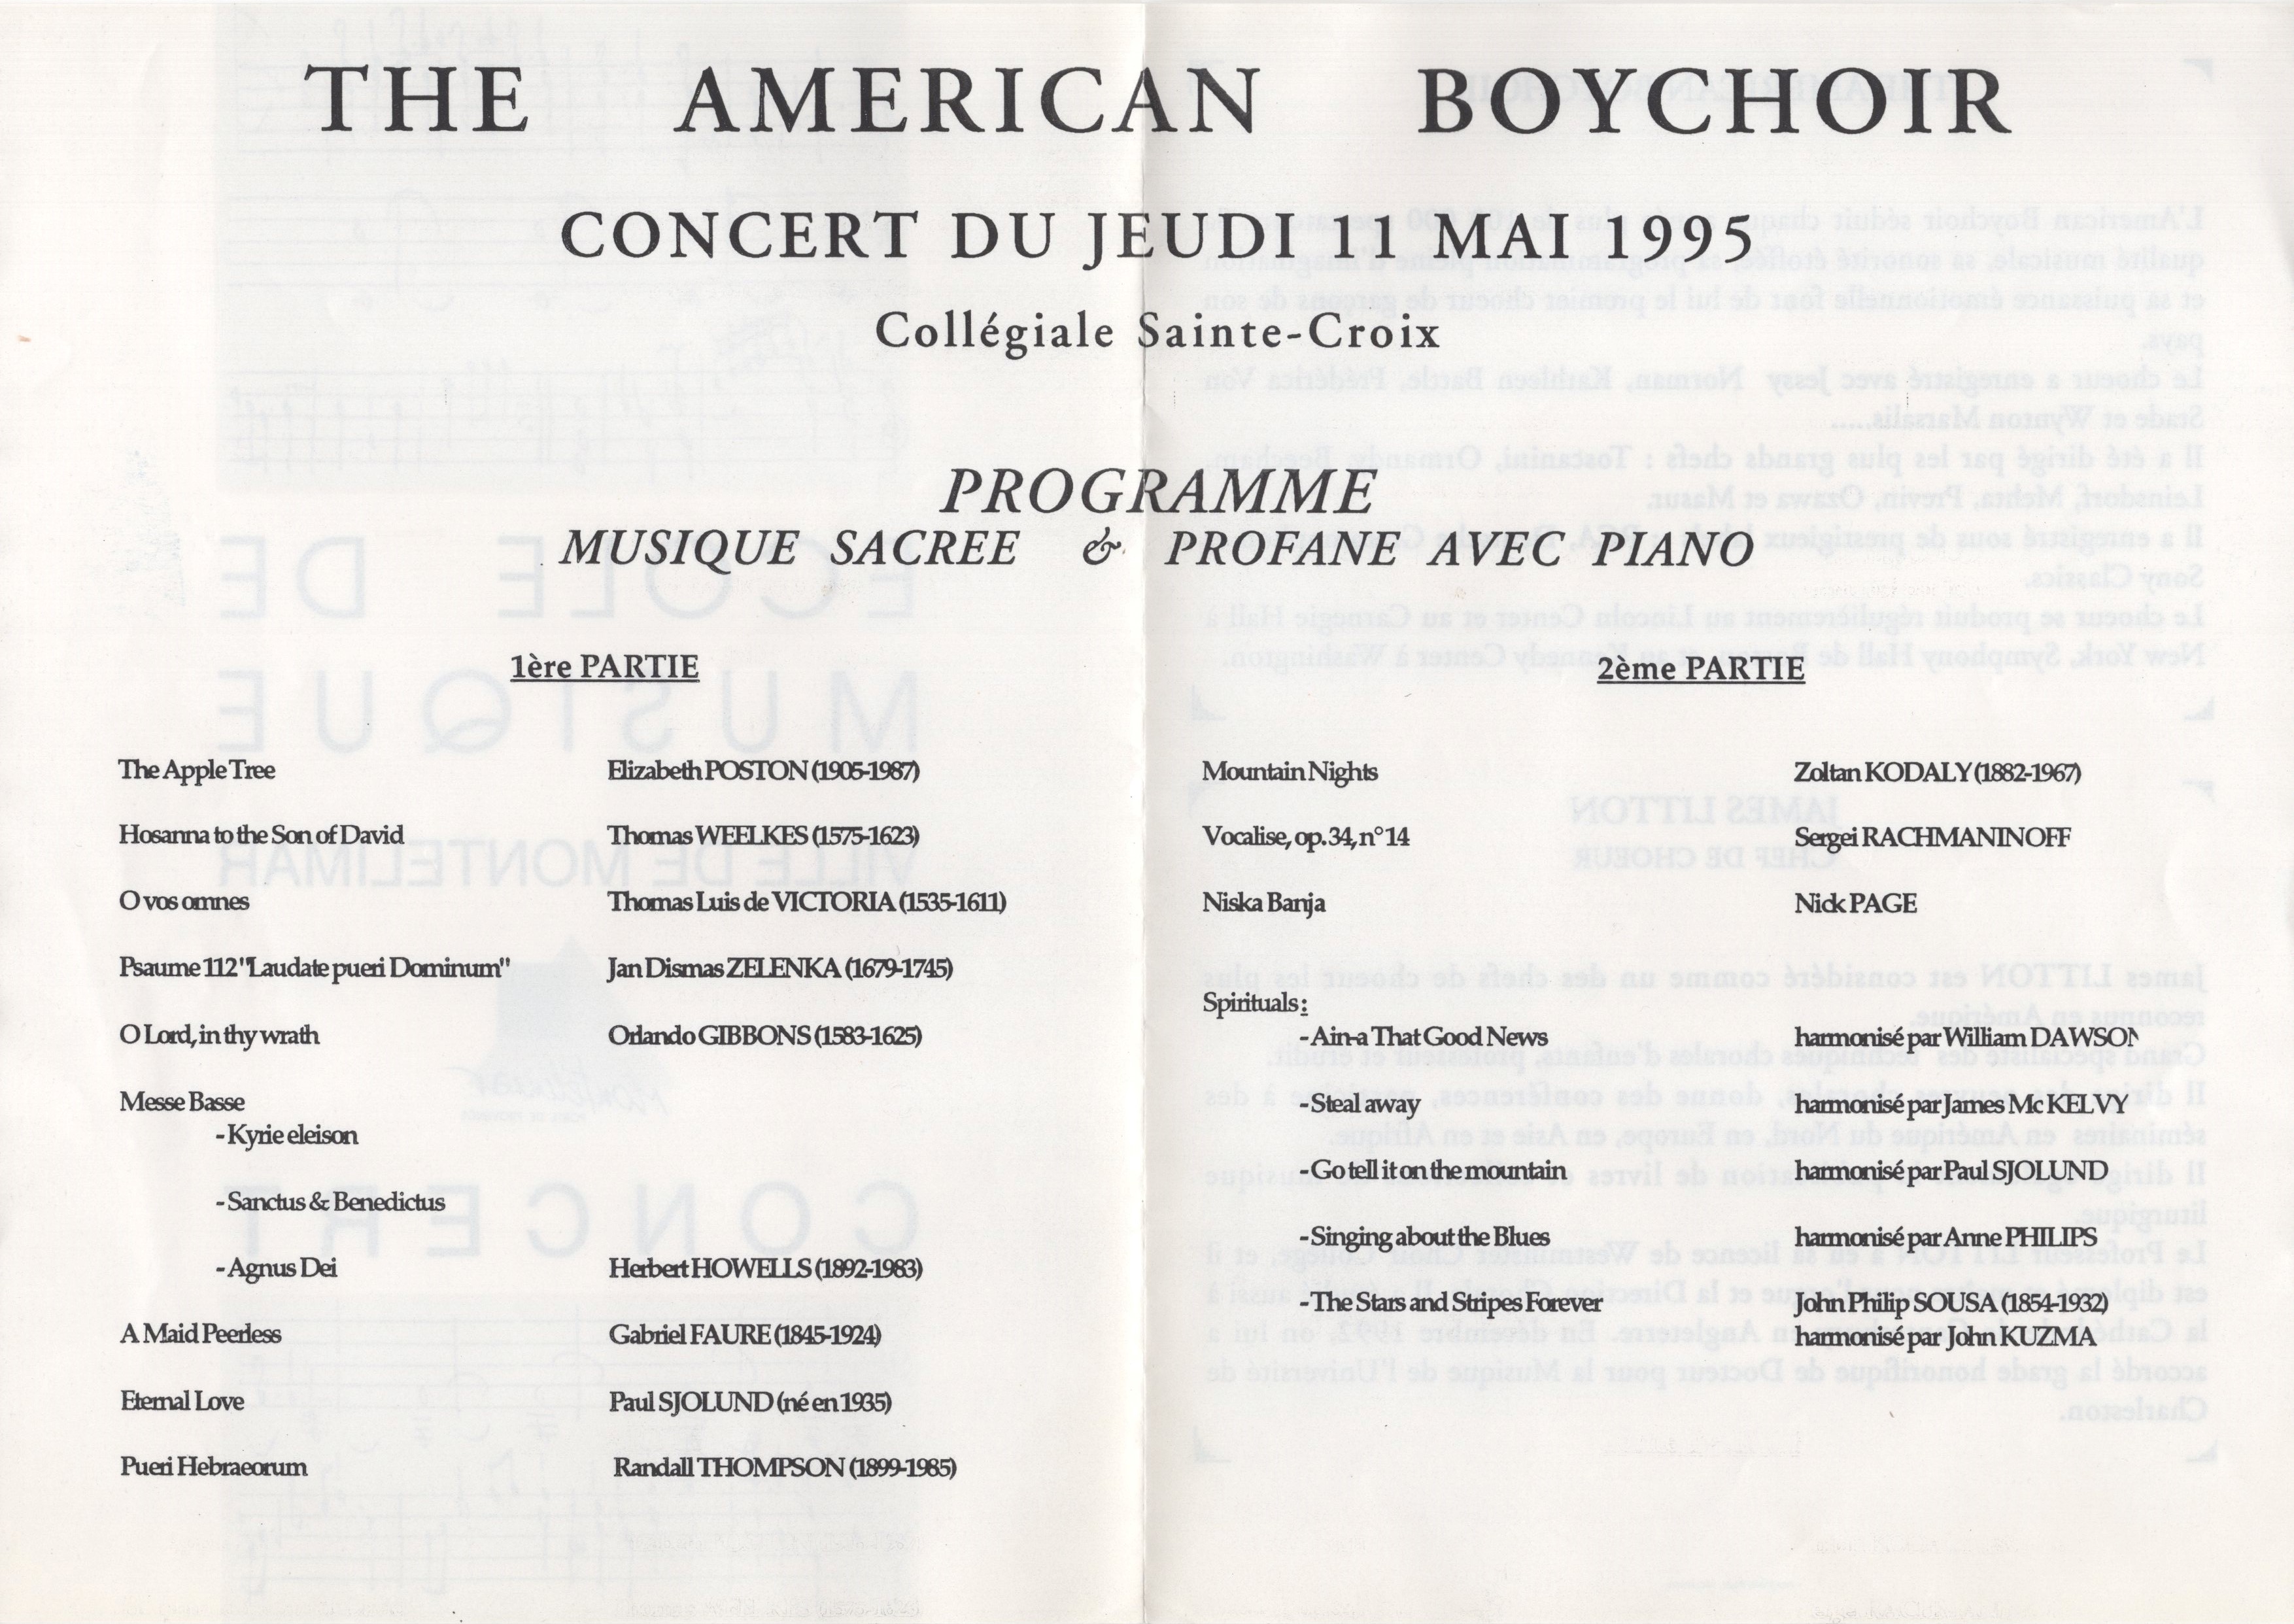 THE AMERICAN BOYCHOIR
CONCERT DU JEUDI 11 MAI 1995
Collégiale Sainte-Croix
PROGRAMME
MUSIQUE SACREE & PROFANE AVEC PIANO
1ère PARTIE
The Apple Tree Elizabeth POSTON (1905-1987)
Hosanna to the Son of David Thomas WEELKES (1575-1623)
O vos omnes Thomas Luis de VICTORIA (1535-1611)
Psaume 112 "Laudate pueri Dominum" Jan Dismas ZELENKA (1679-1745)
O Lord, in thy wrath Orlando GIBBONS (1583-1625)
Messe Basse
- Kyrie eleison
- Sanctus & Benedictus
- Agnus Dei Herbert HOWELLS (1892-1983)
A Maid Peerless Gabriel FAURE (1845-1924)
Eternal Love Paul SJOLUND (né en 1935)
Pueri Hebraeorum Randall THOMPSON (1899-1985)
2ème PARTIE
Mountain Nights Zoltan KODALY (1882-1967)
Vocalise, op. 34, n° 14 Sergei RACHMANINOFF
Niska Banja Nick PAGE
Spirituals :
- Ain-a That Good News harmonisé par William DAWSON
- Steal away harmonisé par James Mc KELVY
- Go tell it on the mountain harmonisé par Paul SJOLUND
- Singing about the Blues harmonisé par Anne PHILIPS
- The Stars and Stripes Forever John Philip SOUSA (1854-1932)
harmonisé par John KUZMA